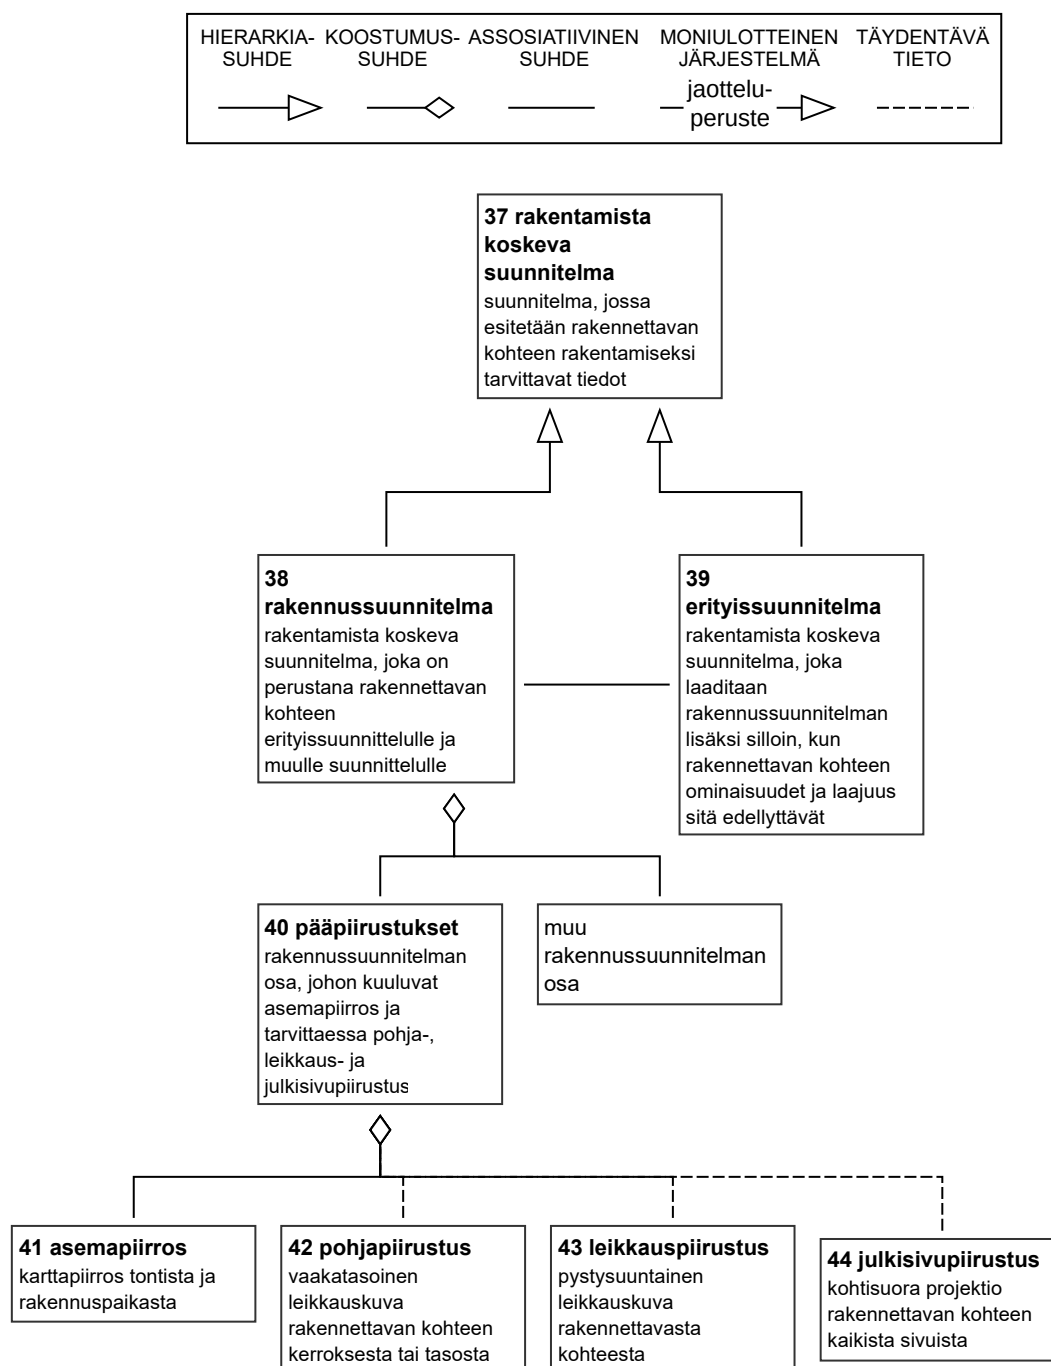 HIERARKIA-
SUHDE
KOOSTUMUS-
SUHDE
ASSOSIATIIVINEN
SUHDE
MONIULOTTEINEN
JÄRJESTELMÄ
TÄYDENTÄVÄ
TIETO
jaottelu-
peruste
37 rakentamista
koskeva
suunnitelma
suunnitelma, jossa
esitetään rakennettavan
kohteen rakentamiseksi
tarvittavat tiedot
38
rakennussuunnitelma
rakentamista koskeva
suunnitelma, joka on
perustana rakennettavan
kohteen
erityissuunnittelulle ja
muulle suunnittelulle
39
erityissuunnitelma
rakentamista koskeva
suunnitelma, joka
laaditaan
rakennussuunnitelman
lisäksi silloin, kun
rakennettavan kohteen
ominaisuudet ja laajuus
sitä edellyttävät
40 pääpiirustukset
rakennussuunnitelman
osa, johon kuuluvat
asemapiirros ja
tarvittaessa pohja-,
leikkaus- ja
julkisivupiirustus
muu
rakennussuunnitelman
osa
41 asemapiirros
karttapiirros tontista ja
rakennuspaikasta
42 pohjapiirustus
vaakatasoinen
leikkauskuva
rakennettavan kohteen
kerroksesta tai tasosta
43 leikkauspiirustus
pystysuuntainen
leikkauskuva
rakennettavasta
kohteesta
44 julkisivupiirustus
kohtisuora projektio
rakennettavan kohteen
kaikista sivuista